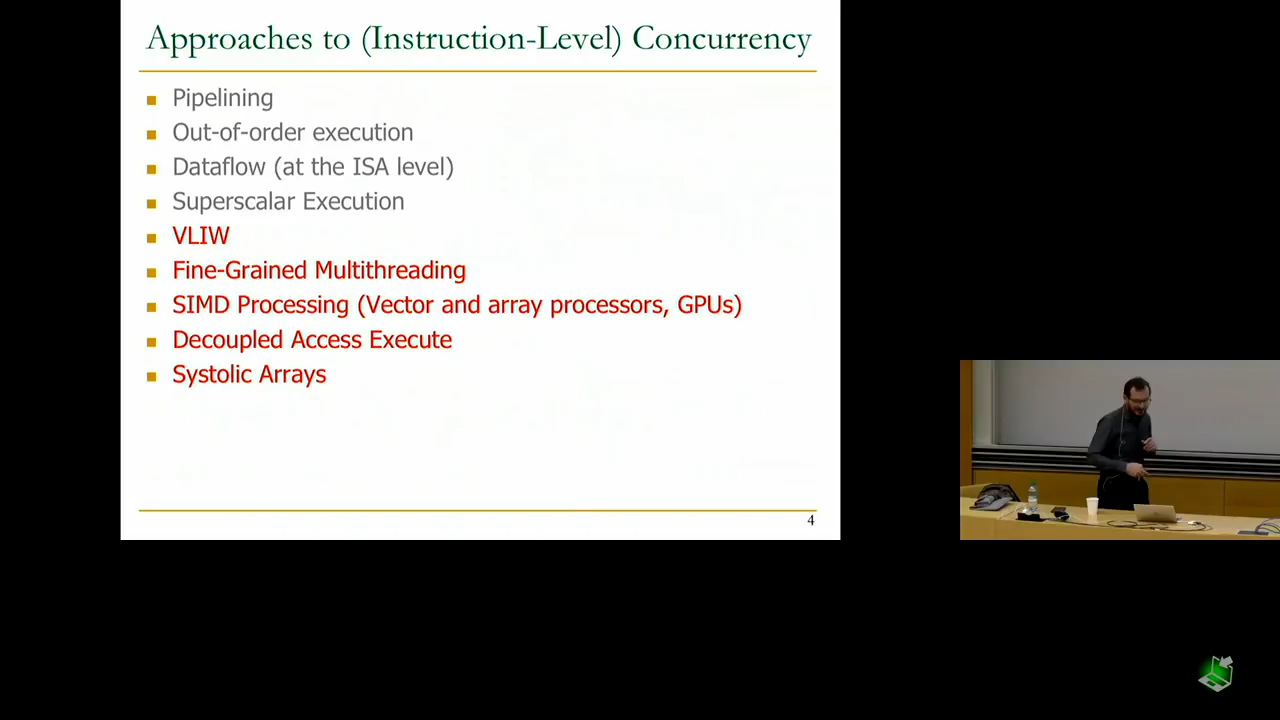 Approaches to (Instruction-Level) Concurrency
Pipelining
Out-of-order execution
Dataflow (at the ISA level)
Superscalar Execution
VLIW
Fine-Grained Multithreading
SIMD Processing (Vector and array processors, GPUs)
Decoupled Access Execute
Systolic Arrays
4